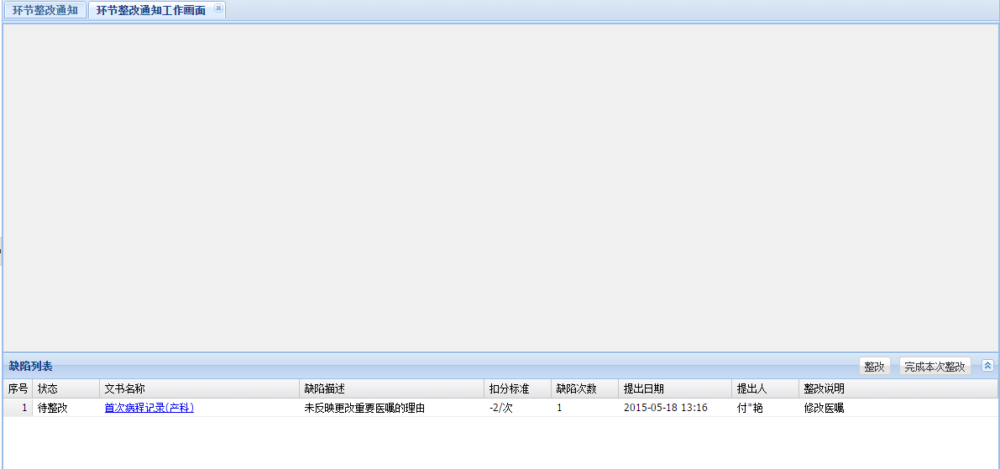 环节整改通知 环节整改通知工作画面
缺陷列表 整改 完成本次整改
序号 状态 文书名称 缺陷描述 扣分标准 缺陷次数 提出日期 提出人 整改说明
1 待整改 首次病程记录(产科) 未反映更改重要医嘱的理由 -2/次 1 2015-05-18 13:16 付*艳 修改医嘱